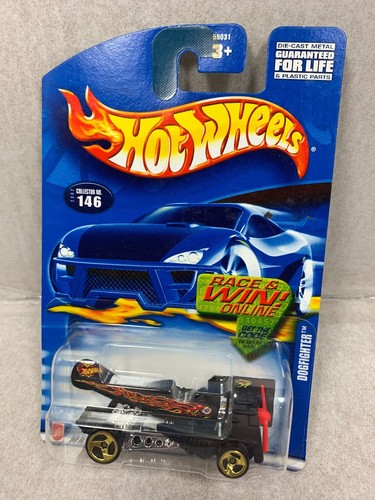 55031
3+
DIE-CAST METAL
GUARANTEED
FOR LIFE
& PLASTIC PARTS
HOT WHEELS
®
COLLECTOR NO.
146
RACE &
WIN!
ONLINE
GET THE
CODE!
DOGFIGHTER™